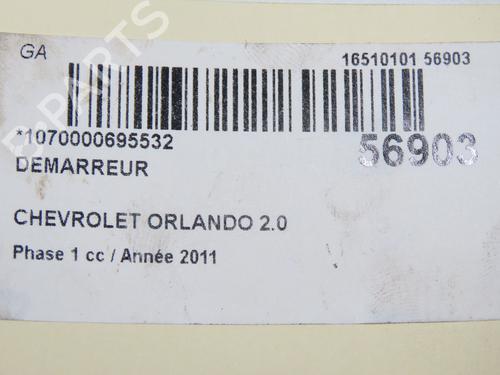 GA
16510101 56903
*1070000695532
56903
DEMARREUR
CHEVROLET ORLANDO 2.0
Phase 1 cc / Année 2011